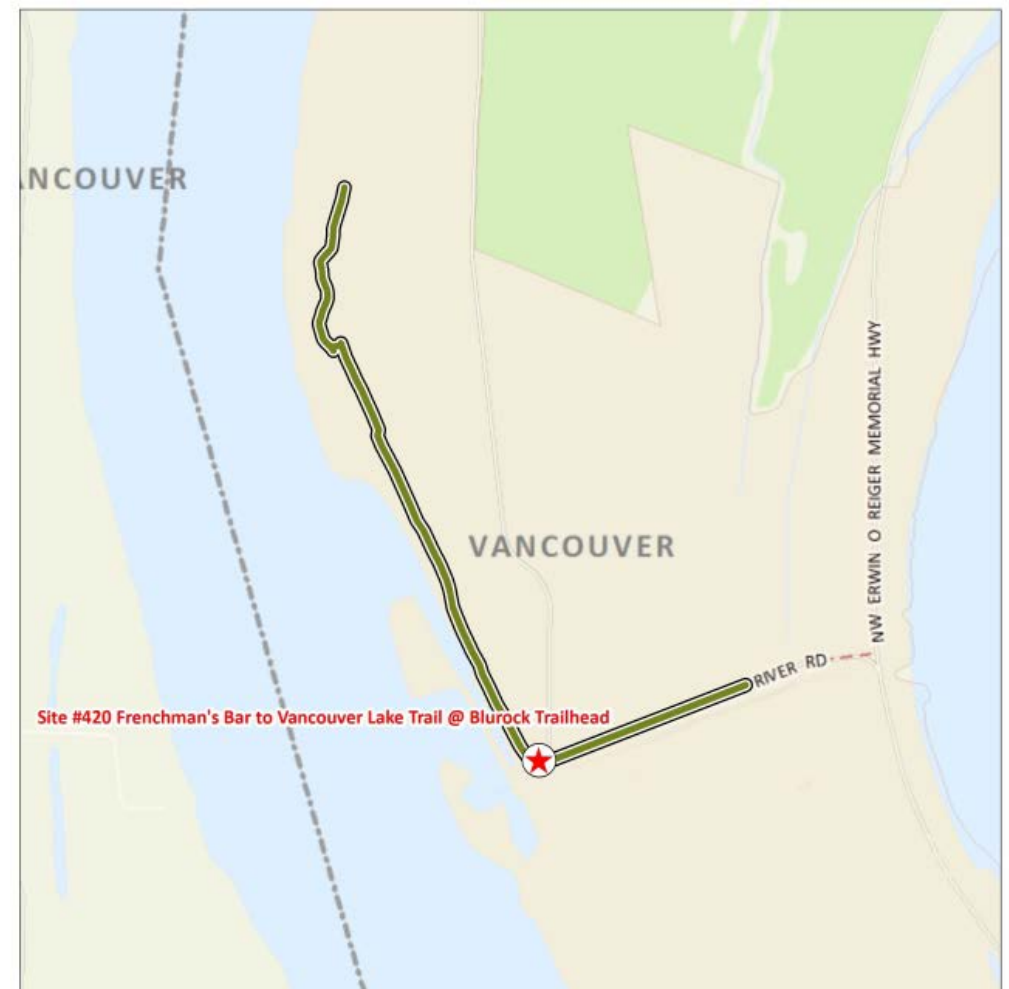 ANCOUVER
NW ERWIN O REIGER MEMORIAL HWY
VANCOUVER
RIVER RD
Site #420 Frenchman's Bar to Vancouver Lake Trail @ Blurock Trailhead